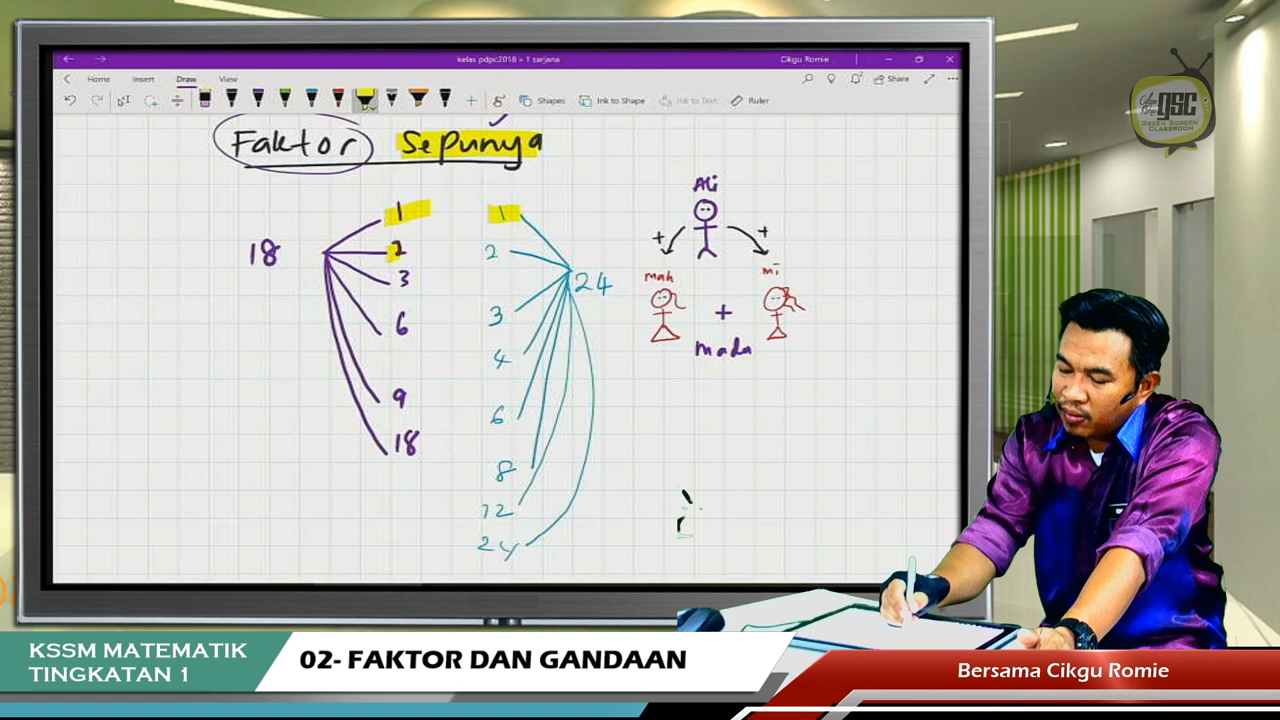 kelas pdpc2018 » 1 sarjana
Cikgu Romie
Home Insert Draw View
Share
Shapes Ink to Shape Ink to Text Ruler
Faktor Sepunya
Ali
18
1
2
3
6
9
18
1
2
3
4
6
8
12
24
24
+ +
mah mi
+
madu
GSC
GREEN SCREEN
CLASSROOM
KSSM MATEMATIK
TINGKATAN 1
02- FAKTOR DAN GANDAAN
Bersama Cikgu Romie